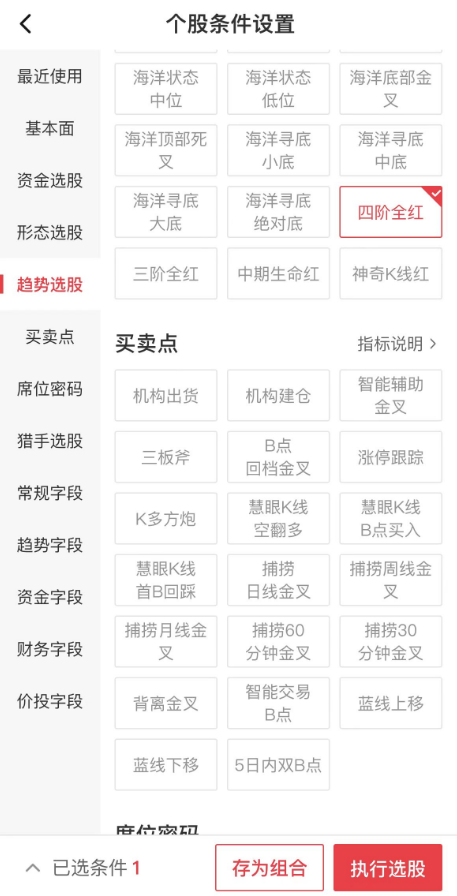 个股条件设置
最近使用
基本面
资金选股
形态选股
趋势选股
买卖点
席位密码
猎手选股
常规字段
趋势字段
资金字段
财务字段
价投字段
海洋状态
中位
海洋状态
低位
海洋底部金
叉
海洋顶部死
叉
海洋寻底
小底
海洋寻底
中底
海洋寻底
大底
海洋寻底
绝对底
四阶全红
三阶全红
中期生命红
神奇K线红
买卖点
指标说明
机构出货
机构建仓
智能辅助
金叉
三板斧
B点
回档金叉
涨停跟踪
K多方炮
慧眼K线
空翻多
慧眼K线
B点买入
慧眼K线
首B回踩
捕捞
日线金叉
捕捞周线金
叉
捕捞月线金
叉
捕捞60
分钟金叉
捕捞30
分钟金叉
背离金叉
智能交易
B点
蓝线上移
蓝线下移
5日内双B点
席位密码
已选条件 1
存为组合
执行选股